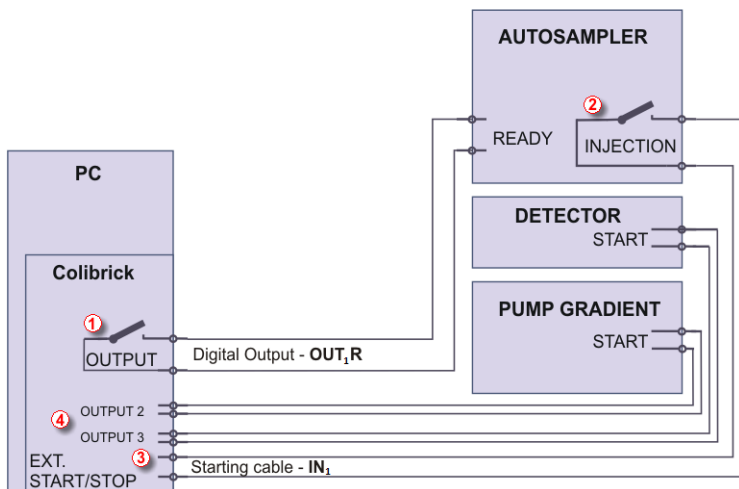 AUTOSAMPLER
2
READY
INJECTION
PC
DETECTOR
START
Colibrick
PUMP GRADIENT
START
1
OUTPUT
Digital Output - OUT₁R
OUTPUT 2
4
OUTPUT 3
EXT.
3
START/STOP
Starting cable - IN₁